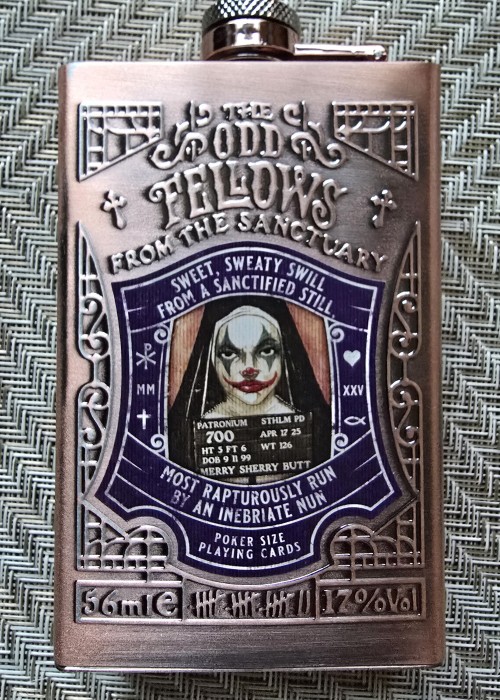 THE
ODD
FELLOWS
FROM THE SANCTUARY
SWEET, SWEATY SWILL
FROM A SANCTIFIED STILL,
MM
XXV
PATRONIUM STHLM PD
700 APR 17 25
HT 5 FT 6 WT 126
DOB 9 11 99
MERRY SHERRY BUTT
MOST RAPTUROUSLY RUN
BY AN INEBRIATE NUN
POKER SIZE
PLAYING CARDS
56mle 17%Vol